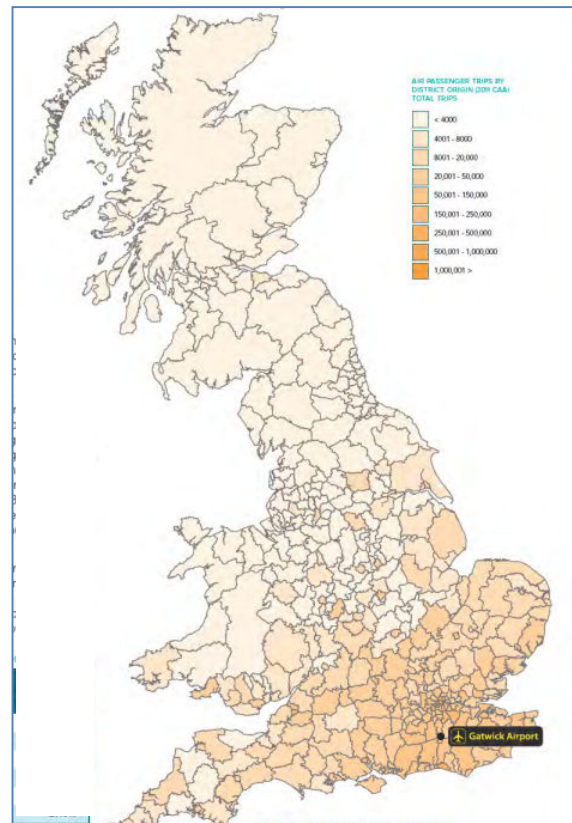 AIR PASSENGER TRIPS BY
DISTRICT ORIGIN (2011 CAA)
TOTAL TRIPS
< 4000
4001 - 8000
8001 - 20,000
20,001 - 50,000
50,001 - 150,000
150,001 - 250,000
250,001 - 500,000
500,001 - 1,000,000
1,000,001 >
Gatwick Airport